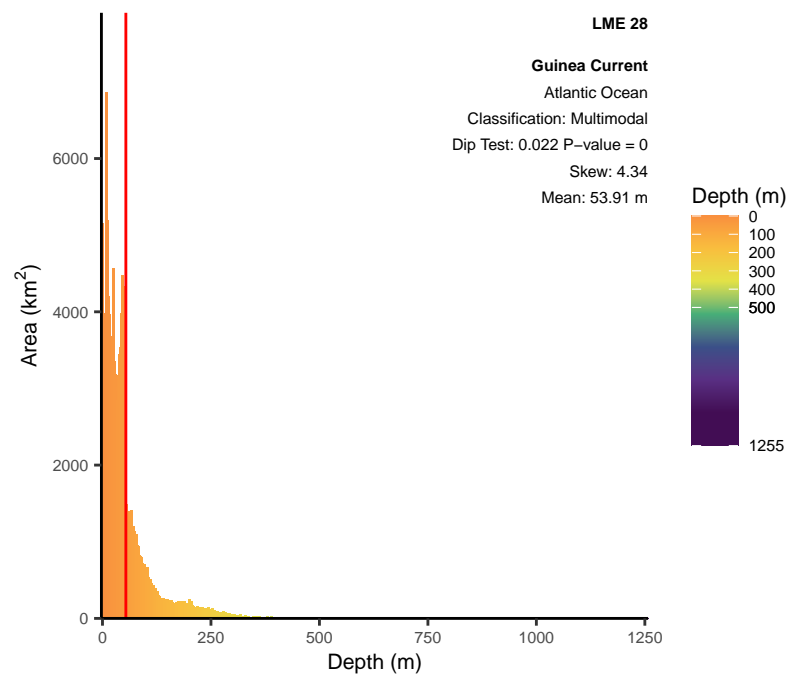 LME 28
Guinea Current
Atlantic Ocean
Classification: Multimodal
Dip Test: 0.022 P−value = 0
Skew: 4.34
Mean: 53.91 m
Area (km²)
6000
4000
2000
0
0 250 500 750 1000 1250
Depth (m)
Depth (m)
0
100
200
300
400
500
1255